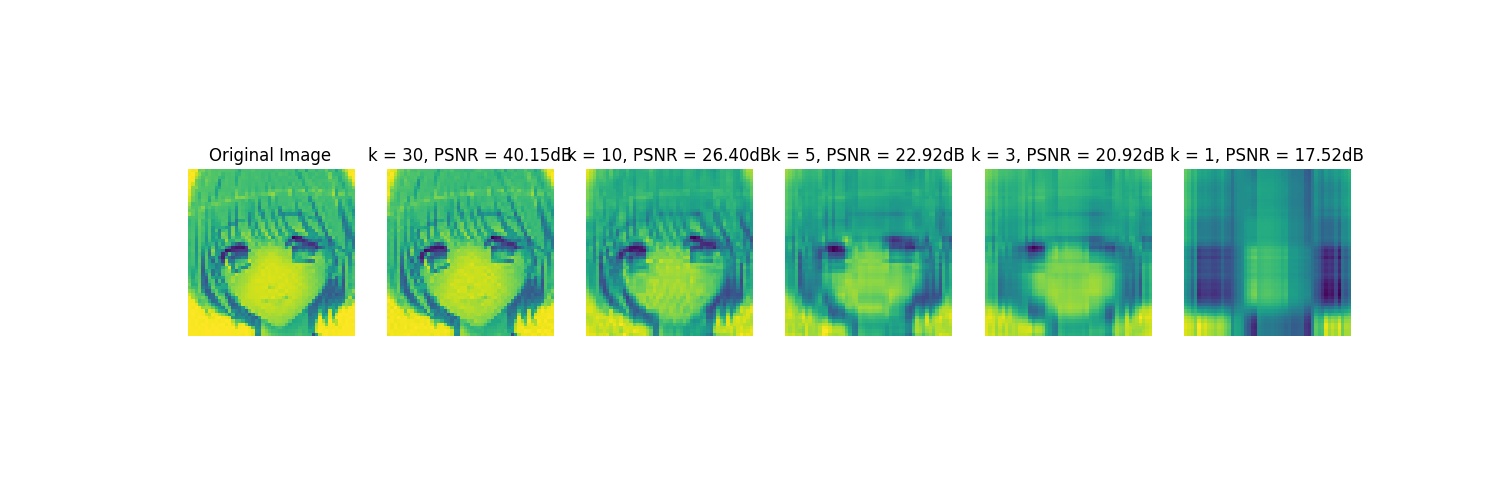 Original Image
k = 30, PSNR = 40.15dB
k = 10, PSNR = 26.40dB
k = 5, PSNR = 22.92dB
k = 3, PSNR = 20.92dB
k = 1, PSNR = 17.52dB